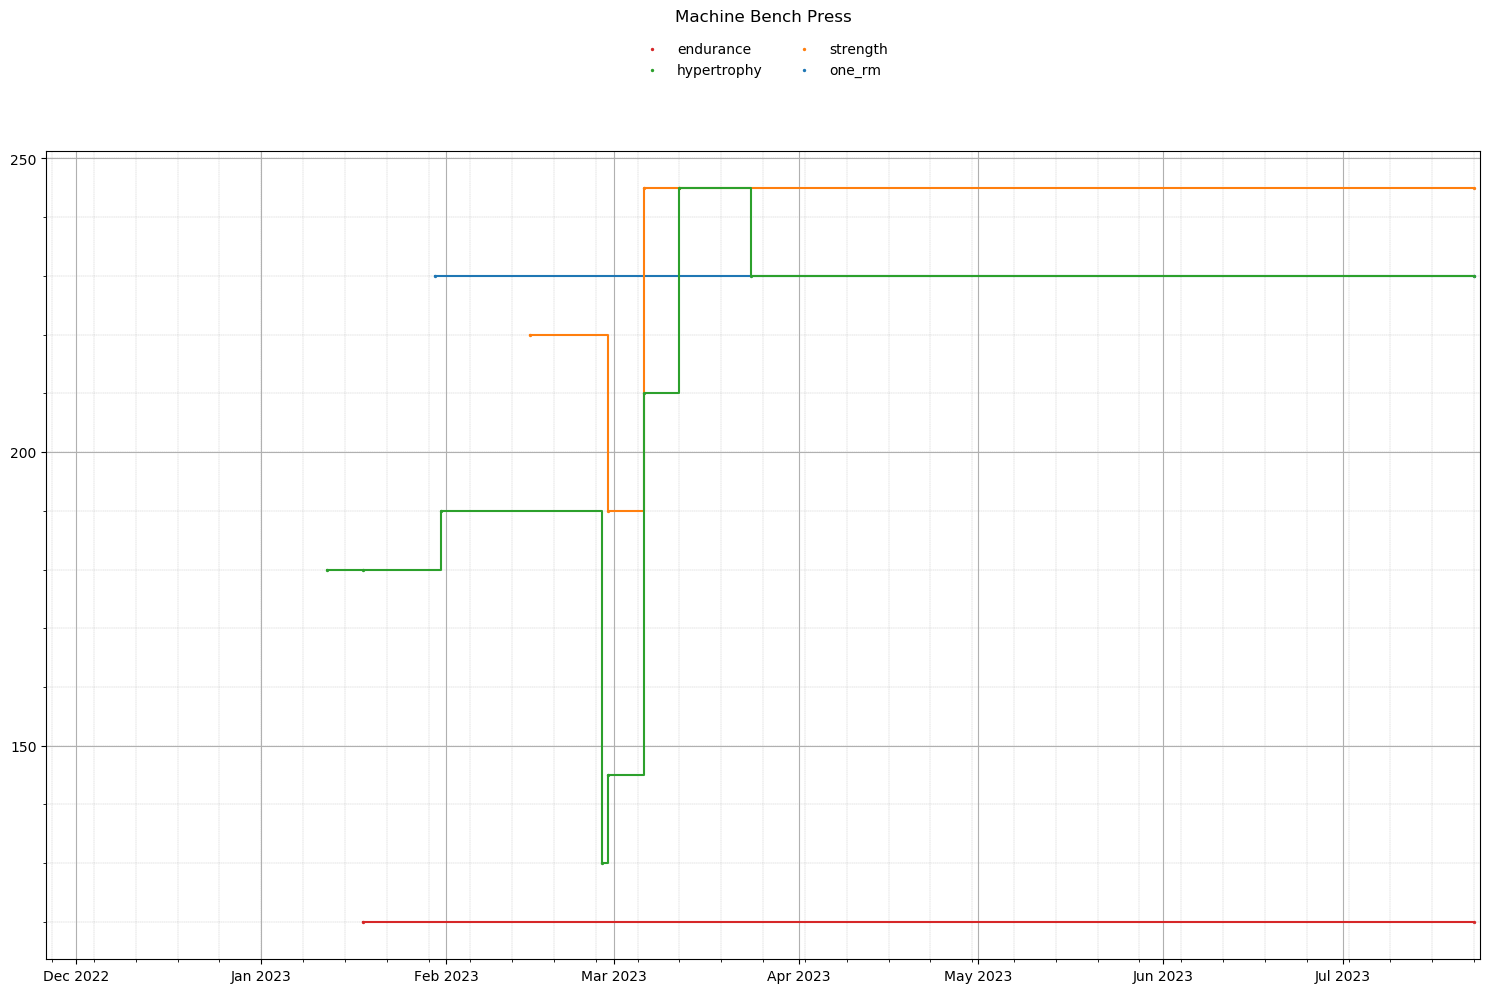 Machine Bench Press
endurance strength
hypertrophy one_rm
250
200
150
Dec 2022 Jan 2023 Feb 2023 Mar 2023 Apr 2023 May 2023 Jun 2023 Jul 2023